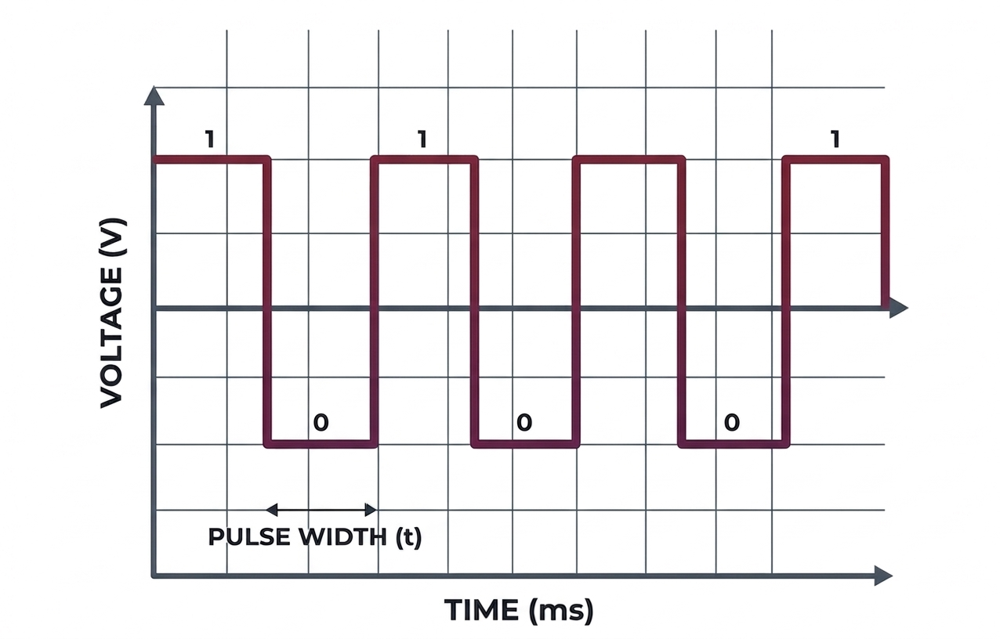 1 1 1
VOLTAGE (V)
0 0 0
PULSE WIDTH (t)
TIME (ms)